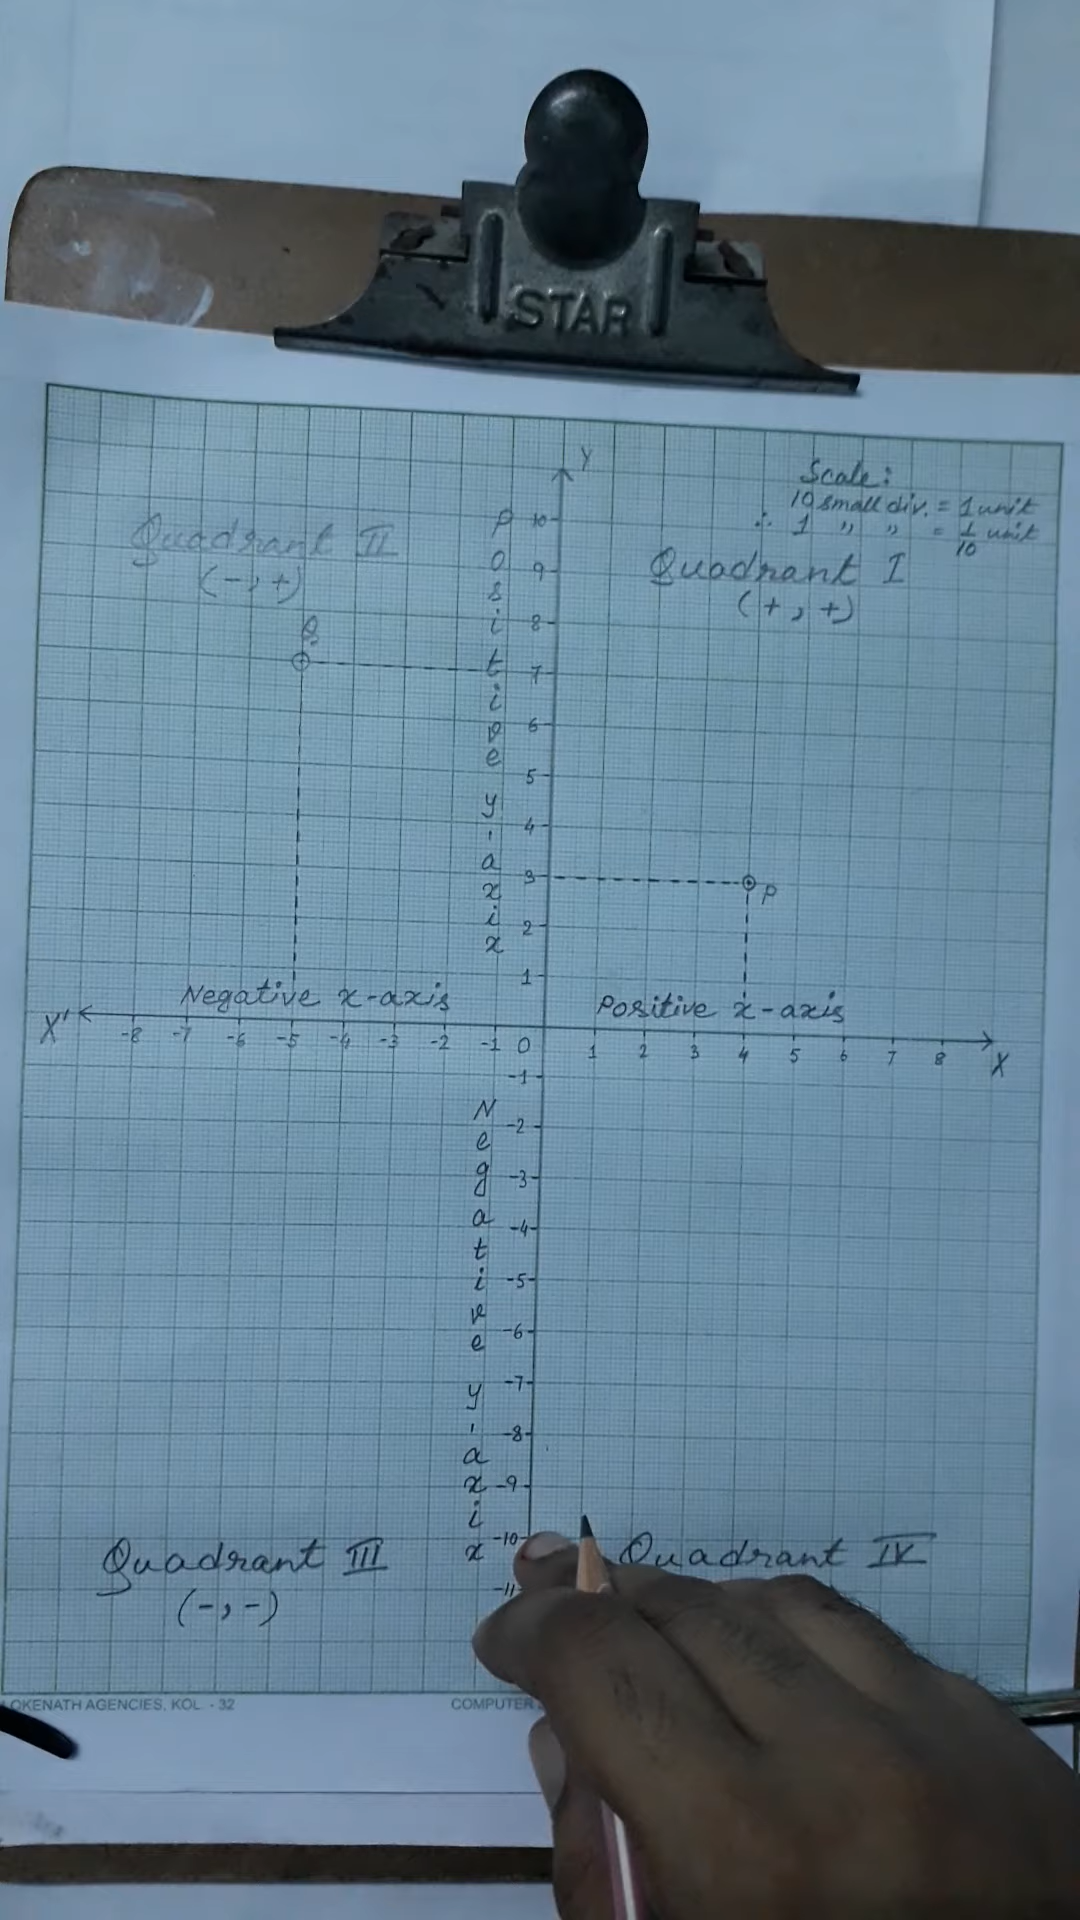 STAR
Y
Scale:
10 small div. = 1 unit
∴ 1 " " = 1/10 unit
Quadrant II
(-,+)
Quadrant I
(+,+)
Positive y-axix
10
9
8
7
6
5
4
3
2
1
Q
P
Negative x-axis
Positive x-axis
X'
-8 -7 -6 -5 -4 -3 -2 -1 0 1 2 3 4 5 6 7 8
X
Negative y-axix
-1
-2
-3
-4
-5
-6
-7
-8
-9
-10
-11
Quadrant III
(-,-)
Quadrant IV
LOKENATH AGENCIES, KOL - 32
COMPUTER